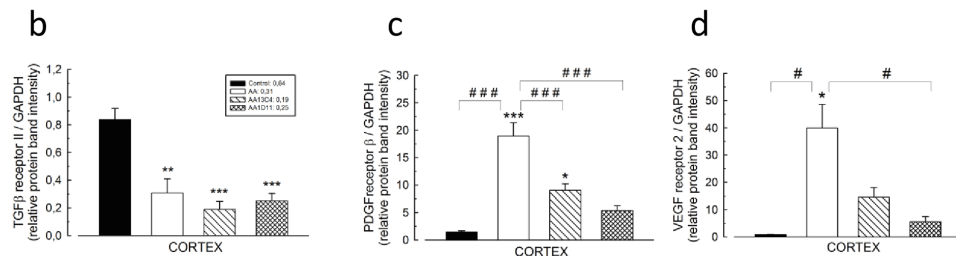 b
TGFβ receptor II / GAPDH
(relative protein band intensity)
1,2
1,0
0,8
0,6
0,4
0,2
0,0
Control: 0,84
AA: 0,31
AA13C4: 0,19
AA1D11: 0,25
**
***
***
CORTEX
c
PDGFreceptor β / GAPDH
(relative protein band intensity)
30
25
20
15
10
5
0
# # #
# # #
# # #
***
*
CORTEX
d
VEGF receptor 2 / GAPDH
(relative protein band intensity)
60
50
40
30
20
10
0
#
#
*
CORTEX